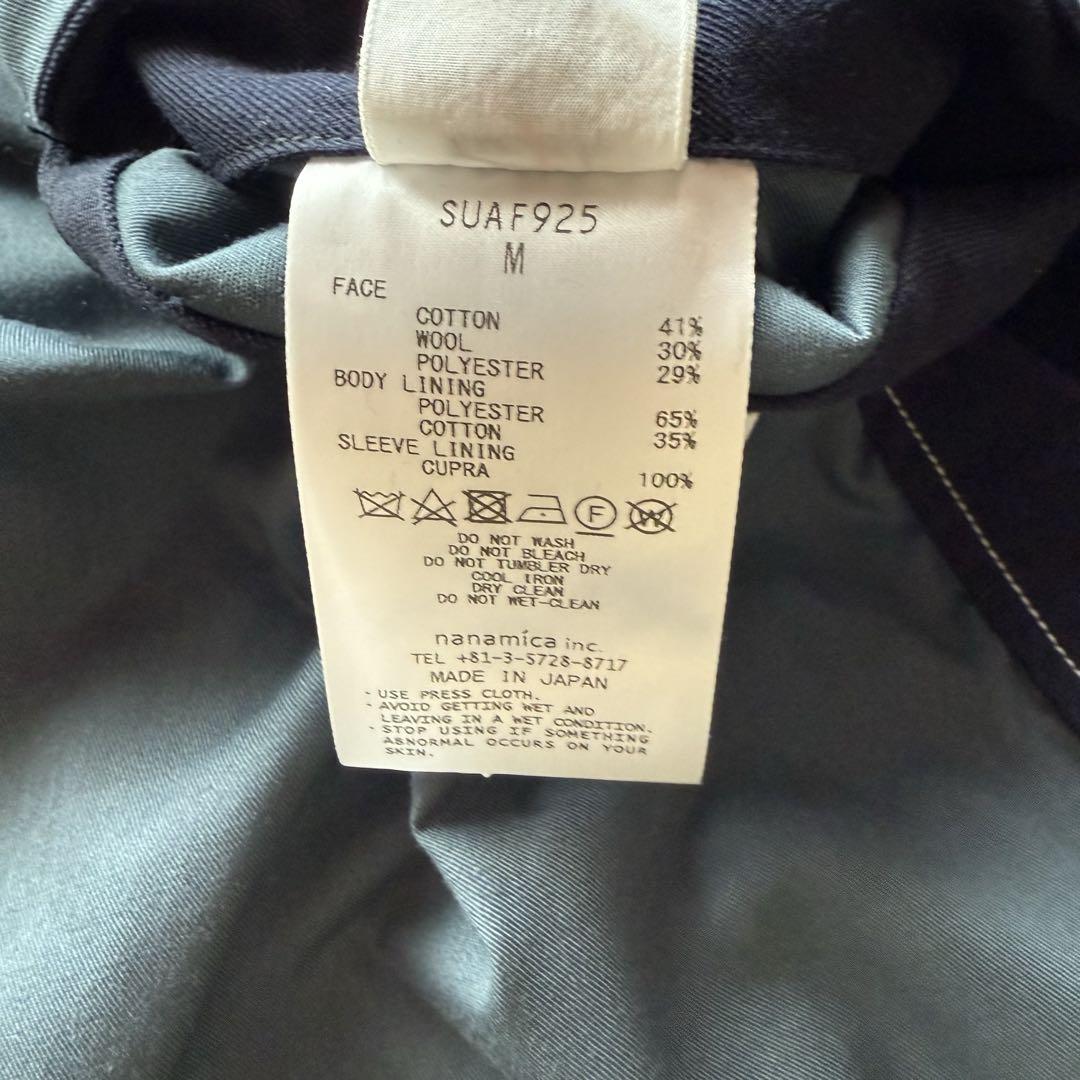 SUAF925
M
FACE
COTTON 41%
WOOL 30%
POLYESTER 29%
BODY LINING
POLYESTER 65%
COTTON 35%
SLEEVE LINING
CUPRA 100%
F W
DO NOT WASH
DO NOT BLEACH
DO NOT TUMBLER DRY
COOL IRON
DRY CLEAN
DO NOT WET-CLEAN
nanamica inc.
TEL +81-3-5728-8717
MADE IN JAPAN
・USE PRESS CLOTH.
・AVOID GETTING WET AND
LEAVING IN A WET CONDITION.
・STOP USING IF SOMETHING
ABNORMAL OCCURS ON YOUR
SKIN.